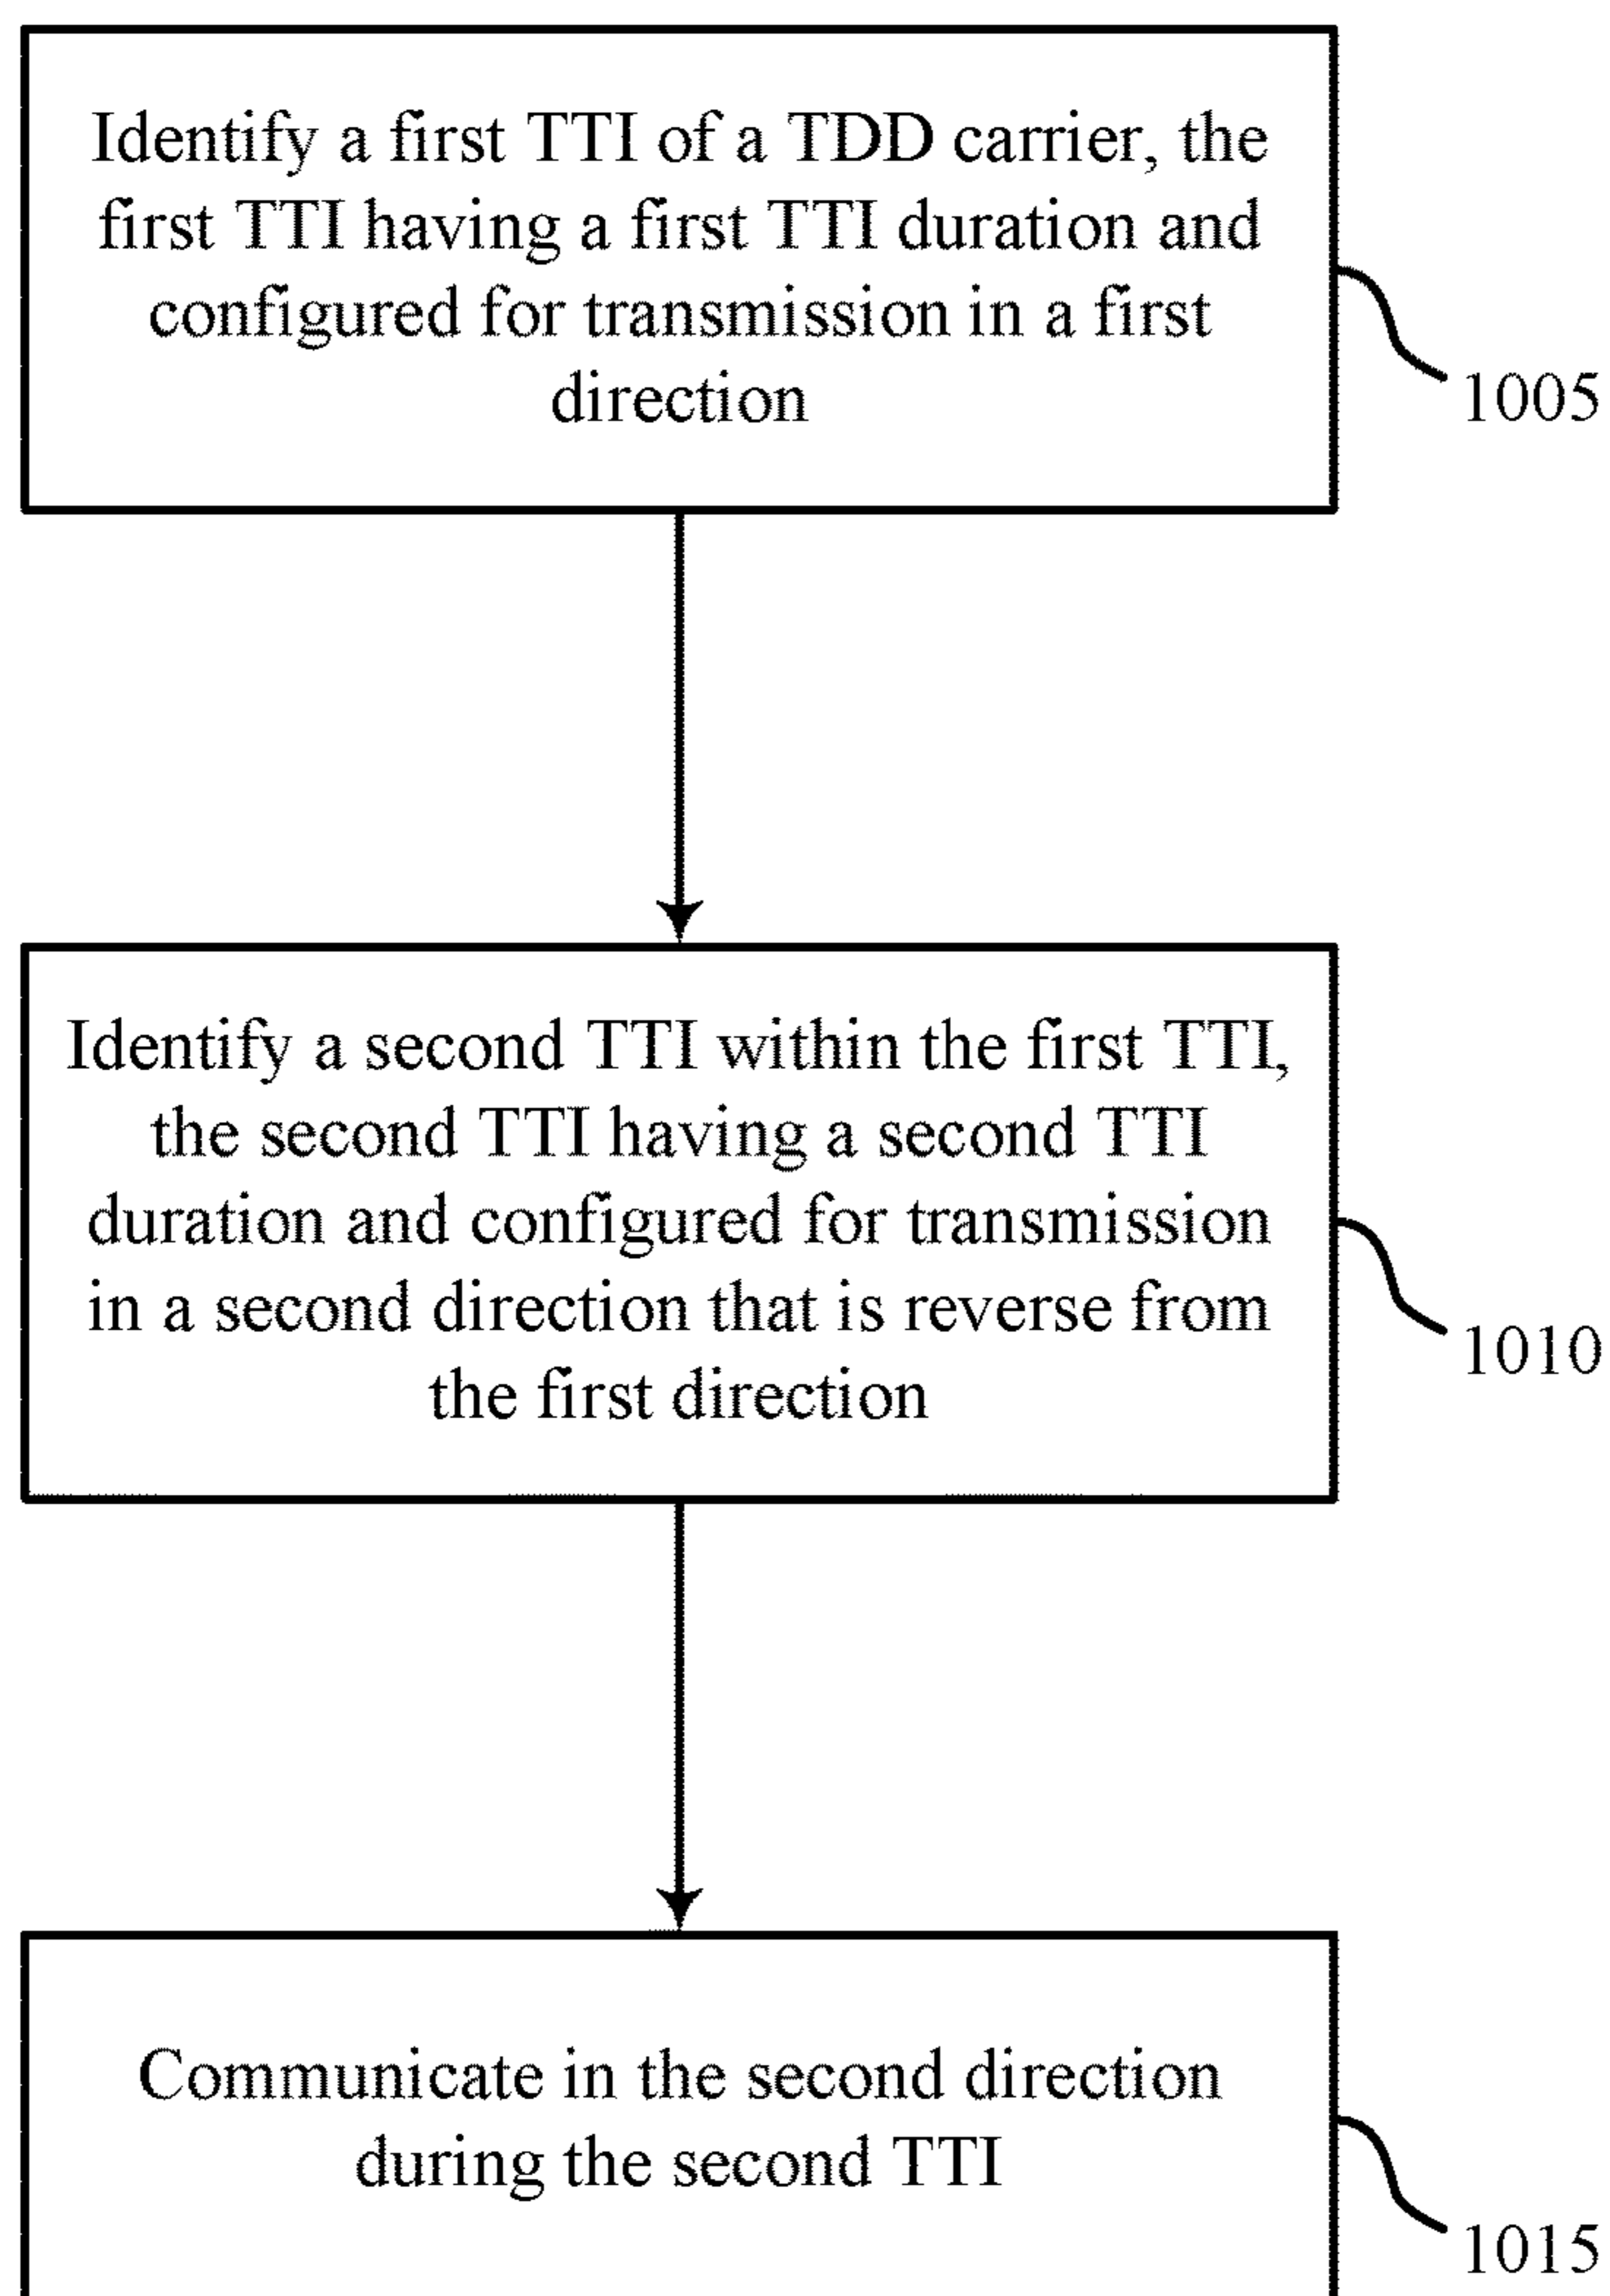 Identify a first TTI of a TDD carrier, the
first TTI having a first TTI duration and
configured for transmission in a first
direction
1005
Identify a second TTI within the first TTI,
the second TTI having a second TTI
duration and configured for transmission
in a second direction that is reverse from
the first direction
1010
Communicate in the second direction
during the second TTI
1015